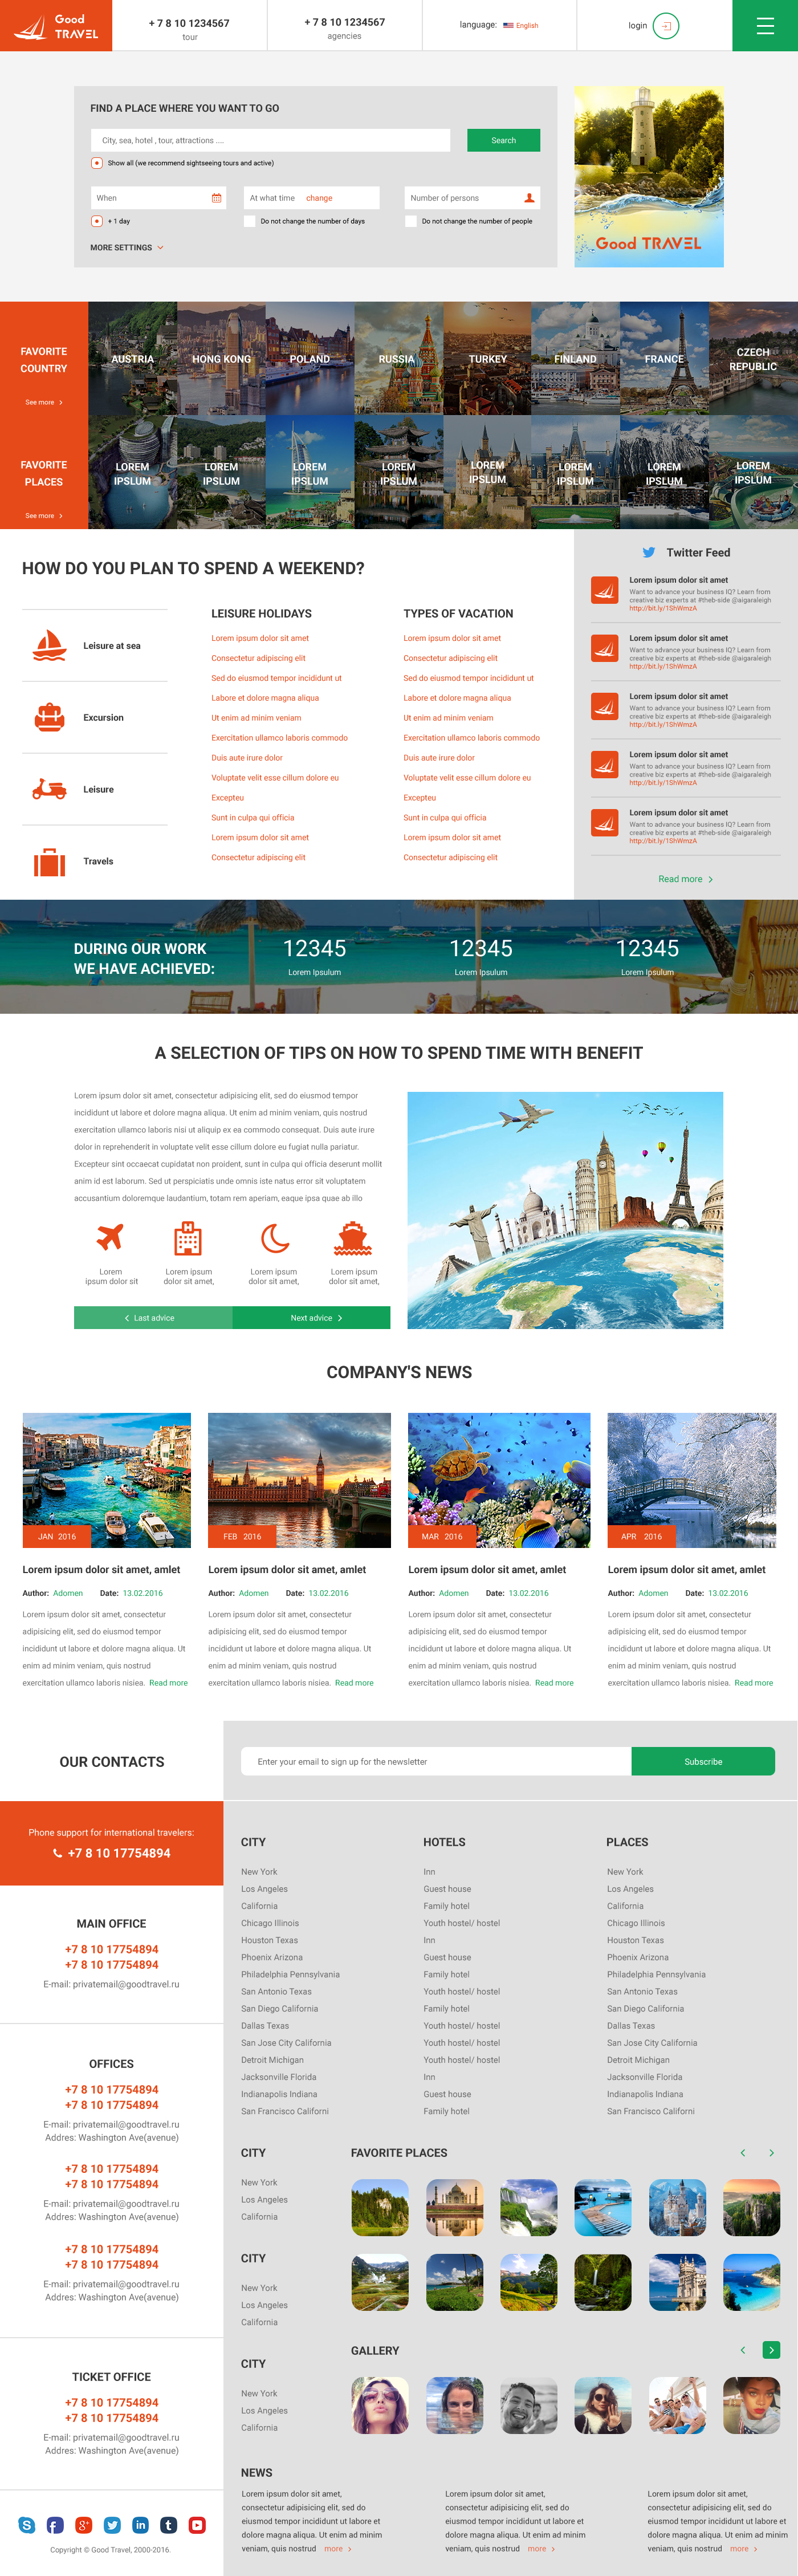 Good
TRAVEL
+ 7 8 10 1234567
tour
+ 7 8 10 1234567
agencies
language: English
login
FIND A PLACE WHERE YOU WANT TO GO
City, sea, hotel , tour, attractions ....
Search
Show all (we recommend sightseeing tours and active)
When
At what time change
Number of persons
+ 1 day
Do not change the number of days
Do not change the number of people
MORE SETTINGS
Good TRAVEL
FAVORITE
COUNTRY
See more
AUSTRIA
HONG KONG
POLAND
RUSSIA
TURKEY
FINLAND
FRANCE
CZECH
REPUBLIC
FAVORITE
PLACES
See more
LOREM
IPSLUM
LOREM
IPSLUM
LOREM
IPSLUM
LOREM
IPSLUM
LOREM
IPSLUM
LOREM
IPSLUM
LOREM
IPSLUM
LOREM
IPSLUM
HOW DO YOU PLAN TO SPEND A WEEKEND?
Leisure at sea
Excursion
Leisure
Travels
LEISURE HOLIDAYS
Lorem ipsum dolor sit amet
Consectetur adipiscing elit
Sed do eiusmod tempor incididunt ut
Labore et dolore magna aliqua
Ut enim ad minim veniam
Exercitation ullamco laboris commodo
Duis aute irure dolor
Voluptate velit esse cillum dolore eu
Excepteu
Sunt in culpa qui officia
Lorem ipsum dolor sit amet
Consectetur adipiscing elit
TYPES OF VACATION
Lorem ipsum dolor sit amet
Consectetur adipiscing elit
Sed do eiusmod tempor incididunt ut
Labore et dolore magna aliqua
Ut enim ad minim veniam
Exercitation ullamco laboris commodo
Duis aute irure dolor
Voluptate velit esse cillum dolore eu
Excepteu
Sunt in culpa qui officia
Lorem ipsum dolor sit amet
Consectetur adipiscing elit
Twitter Feed
Lorem ipsum dolor sit amet
Want to advance your business IQ? Learn from
creative biz experts at #theb-side @aigaraleigh
http://bit.ly/1ShWmzA
Lorem ipsum dolor sit amet
Want to advance your business IQ? Learn from
creative biz experts at #theb-side @aigaraleigh
http://bit.ly/1ShWmzA
Lorem ipsum dolor sit amet
Want to advance your business IQ? Learn from
creative biz experts at #theb-side @aigaraleigh
http://bit.ly/1ShWmzA
Lorem ipsum dolor sit amet
Want to advance your business IQ? Learn from
creative biz experts at #theb-side @aigaraleigh
http://bit.ly/1ShWmzA
Lorem ipsum dolor sit amet
Want to advance your business IQ? Learn from
creative biz experts at #theb-side @aigaraleigh
http://bit.ly/1ShWmzA
Read more
DURING OUR WORK
WE HAVE ACHIEVED:
12345
Lorem Ipsulum
12345
Lorem Ipsulum
12345
Lorem Ipsulum
A SELECTION OF TIPS ON HOW TO SPEND TIME WITH BENEFIT
Lorem ipsum dolor sit amet, consectetur adipisicing elit, sed do eiusmod tempor
incididunt ut labore et dolore magna aliqua. Ut enim ad minim veniam, quis nostrud
exercitation ullamco laboris nisi ut aliquip ex ea commodo consequat. Duis aute irure
dolor in reprehenderit in voluptate velit esse cillum dolore eu fugiat nulla pariatur.
Excepteur sint occaecat cupidatat non proident, sunt in culpa qui officia deserunt mollit
anim id est laborum. Sed ut perspiciatis unde omnis iste natus error sit voluptatem
accusantium doloremque laudantium, totam rem aperiam, eaque ipsa quae ab illo
Lorem
ipsum dolor sit
Lorem ipsum
dolor sit amet,
Lorem ipsum
dolor sit amet,
Lorem ipsum
dolor sit amet,
Last advice
Next advice
COMPANY'S NEWS
JAN 2016
Lorem ipsum dolor sit amet, amlet
Author: Adomen Date: 13.02.2016
Lorem ipsum dolor sit amet, consectetur
adipisicing elit, sed do eiusmod tempor
incididunt ut labore et dolore magna aliqua. Ut
enim ad minim veniam, quis nostrud
exercitation ullamco laboris nisiea. Read more
FEB 2016
Lorem ipsum dolor sit amet, amlet
Author: Adomen Date: 13.02.2016
Lorem ipsum dolor sit amet, consectetur
adipisicing elit, sed do eiusmod tempor
incididunt ut labore et dolore magna aliqua. Ut
enim ad minim veniam, quis nostrud
exercitation ullamco laboris nisiea. Read more
MAR 2016
Lorem ipsum dolor sit amet, amlet
Author: Adomen Date: 13.02.2016
Lorem ipsum dolor sit amet, consectetur
adipisicing elit, sed do eiusmod tempor
incididunt ut labore et dolore magna aliqua. Ut
enim ad minim veniam, quis nostrud
exercitation ullamco laboris nisiea. Read more
APR 2016
Lorem ipsum dolor sit amet, amlet
Author: Adomen Date: 13.02.2016
Lorem ipsum dolor sit amet, consectetur
adipisicing elit, sed do eiusmod tempor
incididunt ut labore et dolore magna aliqua. Ut
enim ad minim veniam, quis nostrud
exercitation ullamco laboris nisiea. Read more
OUR CONTACTS
Enter your email to sign up for the newsletter
Subscribe
Phone support for international travelers:
+7 8 10 17754894
MAIN OFFICE
+7 8 10 17754894
+7 8 10 17754894
E-mail: privatemail@goodtravel.ru
OFFICES
+7 8 10 17754894
+7 8 10 17754894
E-mail: privatemail@goodtravel.ru
Addres: Washington Ave(avenue)
+7 8 10 17754894
+7 8 10 17754894
E-mail: privatemail@goodtravel.ru
Addres: Washington Ave(avenue)
+7 8 10 17754894
+7 8 10 17754894
E-mail: privatemail@goodtravel.ru
Addres: Washington Ave(avenue)
TICKET OFFICE
+7 8 10 17754894
+7 8 10 17754894
E-mail: privatemail@goodtravel.ru
Addres: Washington Ave(avenue)
Copyright © Good Travel, 2000-2016.
CITY
New York
Los Angeles
California
Chicago Illinois
Houston Texas
Phoenix Arizona
Philadelphia Pennsylvania
San Antonio Texas
San Diego California
Dallas Texas
San Jose City California
Detroit Michigan
Jacksonville Florida
Indianapolis Indiana
San Francisco Californi
HOTELS
Inn
Guest house
Family hotel
Youth hostel/ hostel
Inn
Guest house
Family hotel
Youth hostel/ hostel
Family hotel
Youth hostel/ hostel
Youth hostel/ hostel
Youth hostel/ hostel
Inn
Guest house
Family hotel
PLACES
New York
Los Angeles
California
Chicago Illinois
Houston Texas
Phoenix Arizona
Philadelphia Pennsylvania
San Antonio Texas
San Diego California
Dallas Texas
San Jose City California
Detroit Michigan
Jacksonville Florida
Indianapolis Indiana
San Francisco Californi
CITY
New York
Los Angeles
California
CITY
New York
Los Angeles
California
CITY
New York
Los Angeles
California
FAVORITE PLACES
GALLERY
NEWS
Lorem ipsum dolor sit amet,
consectetur adipisicing elit, sed do
eiusmod tempor incididunt ut labore et
dolore magna aliqua. Ut enim ad minim
veniam, quis nostrud more
Lorem ipsum dolor sit amet,
consectetur adipisicing elit, sed do
eiusmod tempor incididunt ut labore et
dolore magna aliqua. Ut enim ad minim
veniam, quis nostrud more
Lorem ipsum dolor sit amet,
consectetur adipisicing elit, sed do
eiusmod tempor incididunt ut labore et
dolore magna aliqua. Ut enim ad minim
veniam, quis nostrud more